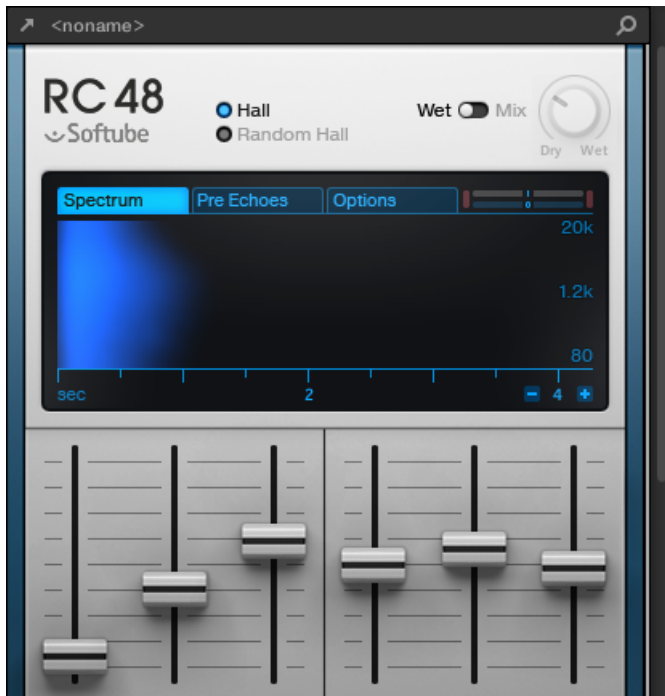 <noname>
RC 48
Softube
Hall
Random Hall
Wet Mix
Dry Wet
Spectrum Pre Echoes Options
I
O
20k
1.2k
80
sec 2 - 4 +